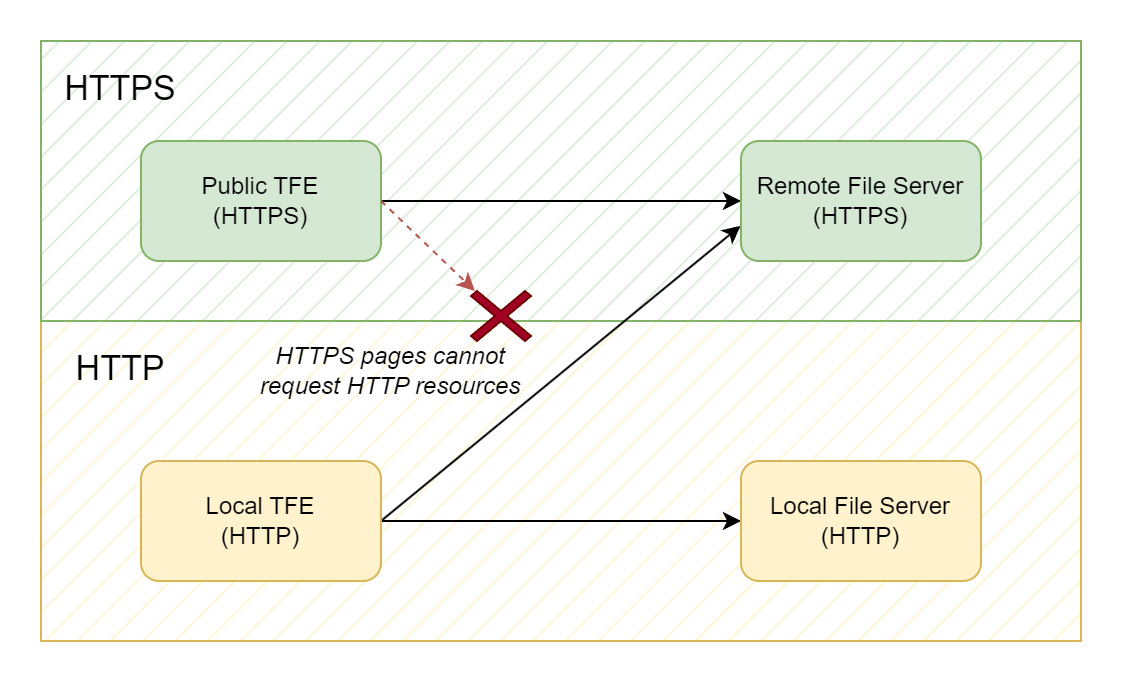 HTTPS
Public TFE
(HTTPS)
Remote File Server
(HTTPS)
HTTPS pages cannot
request HTTP resources
HTTP
Local TFE
(HTTP)
Local File Server
(HTTP)